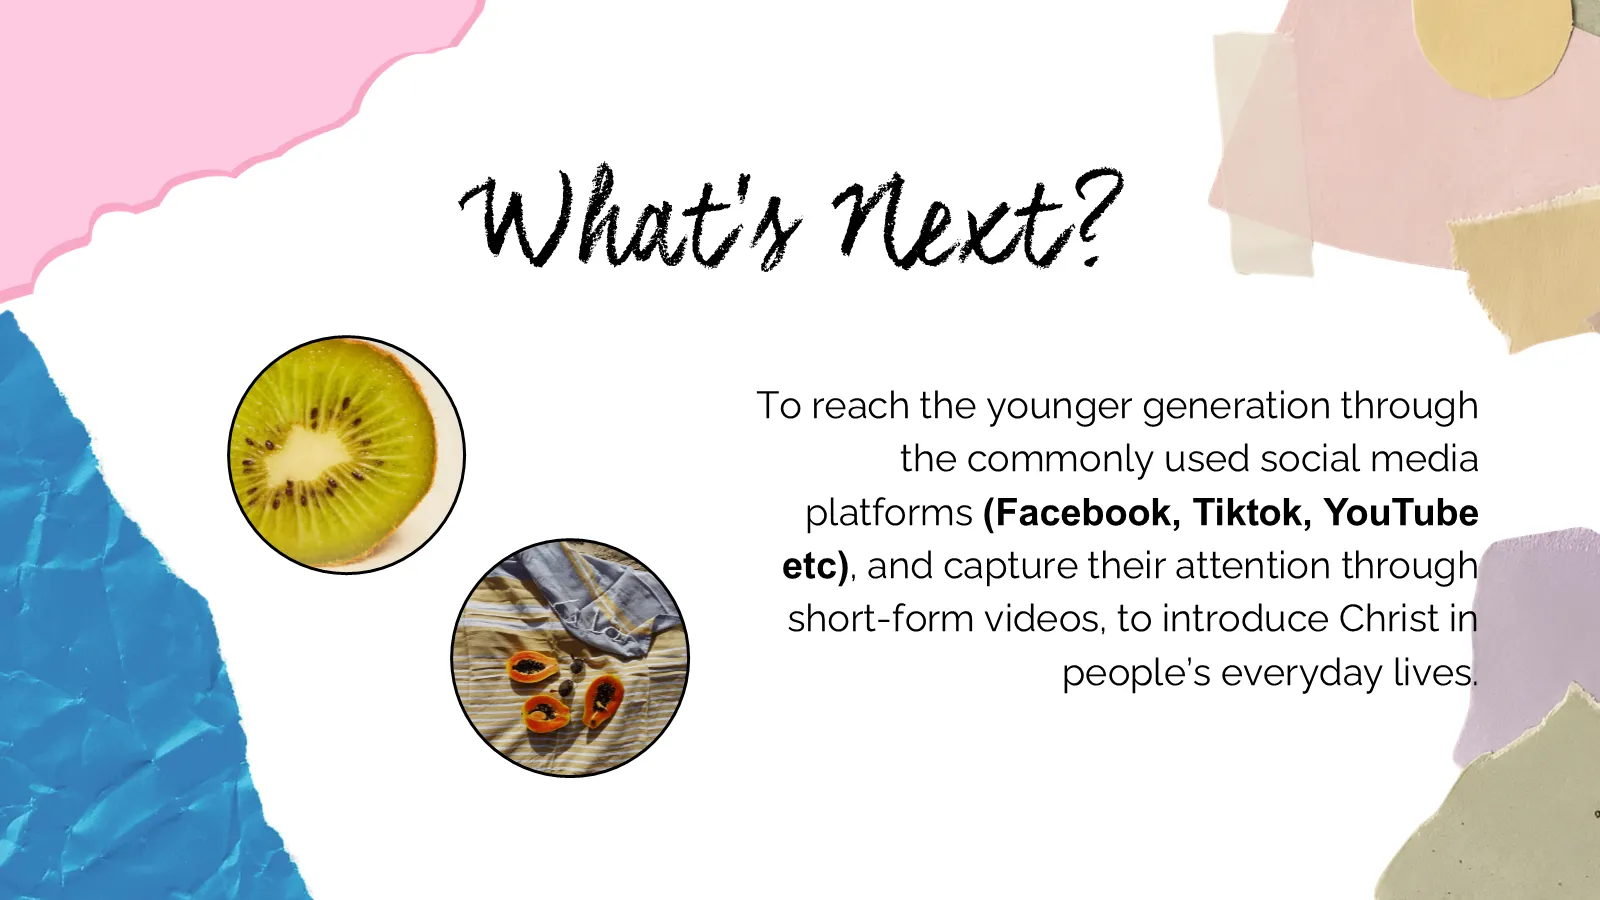 What's Next?
To reach the younger generation through
the commonly used social media
platforms (Facebook, Tiktok, YouTube
etc), and capture their attention through
short-form videos, to introduce Christ in
people’s everyday lives.